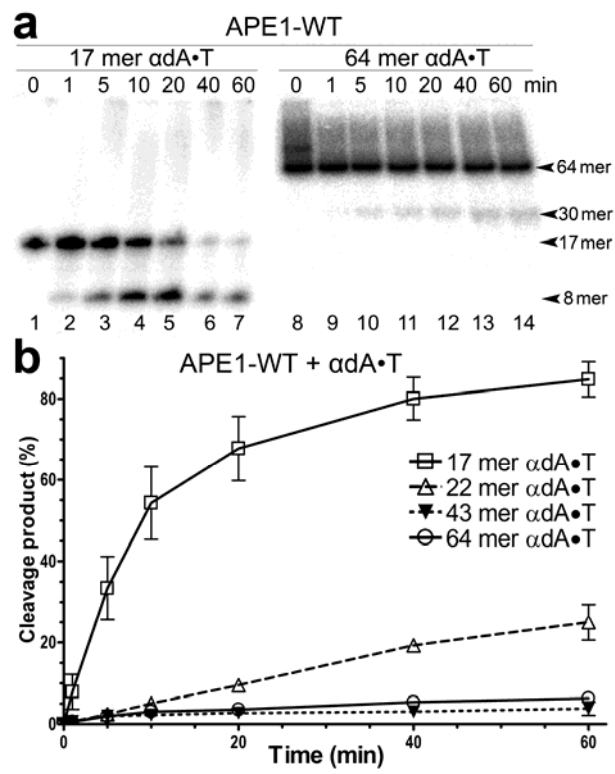 a
APE1-WT
17 mer αdA•T 64 mer αdA•T
0 1 5 10 20 40 60 0 1 5 10 20 40 60 min
64 mer
30 mer
17 mer
8 mer
1 2 3 4 5 6 7 8 9 10 11 12 13 14
b
APE1-WT + αdA•T
Cleavage product (%)
80
60
40
20
0
17 mer αdA•T
22 mer αdA•T
43 mer αdA•T
64 mer αdA•T
0 20 40 60
Time (min)